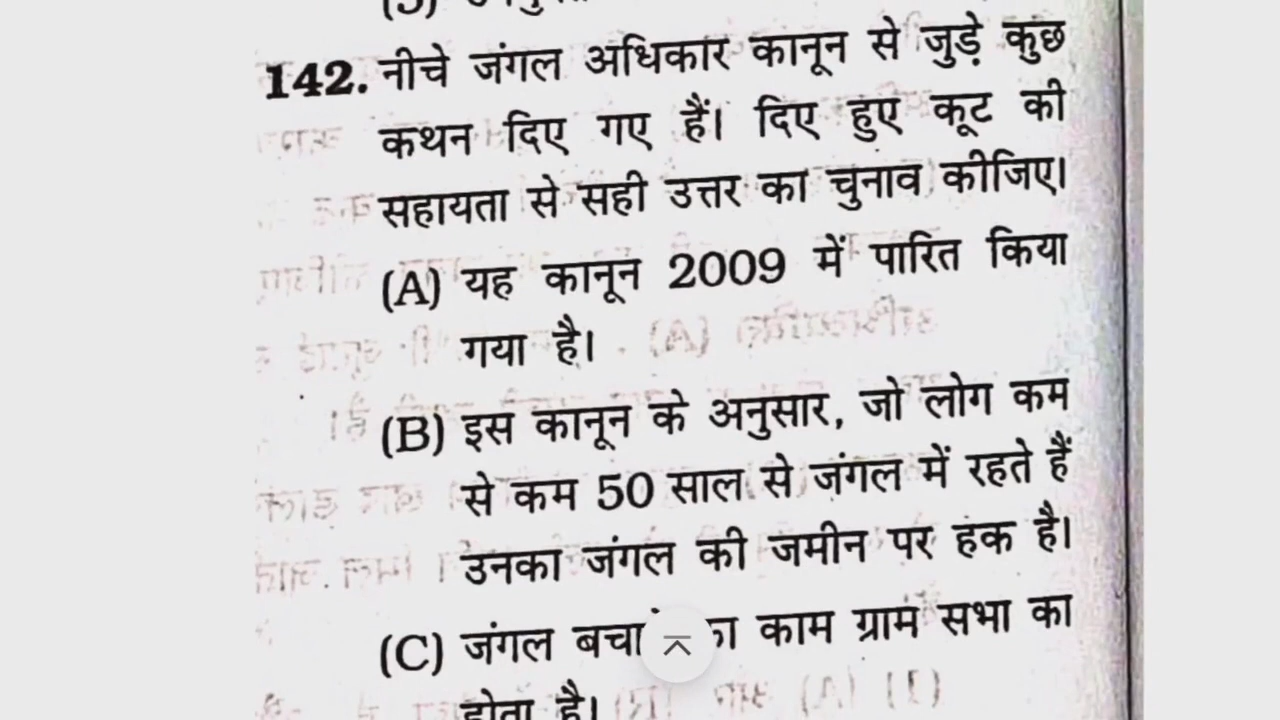 142. नीचे जंगल अधिकार कानून से जुड़े कुछ
कथन दिए गए हैं। दिए हुए कूट की
सहायता से सही उत्तर का चुनाव कीजिए।
(A) यह कानून 2009 में पारित किया
गया है।
(B) इस कानून के अनुसार, जो लोग कम
से कम 50 साल से जंगल में रहते हैं
उनका जंगल की जमीन पर हक है।
(C) जंगल काम ग्राम सभा का
होता है।